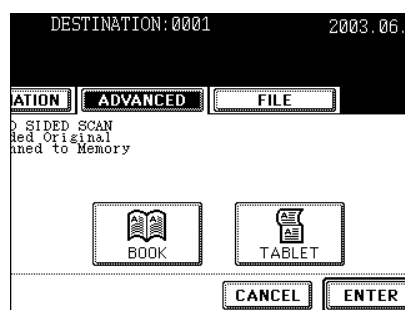 DESTINATION:0001 2003.06.
ATION ADVANCED FILE
SIDED SCAN
ded Original
nned to Memory
BOOK TABLET
CANCEL ENTER